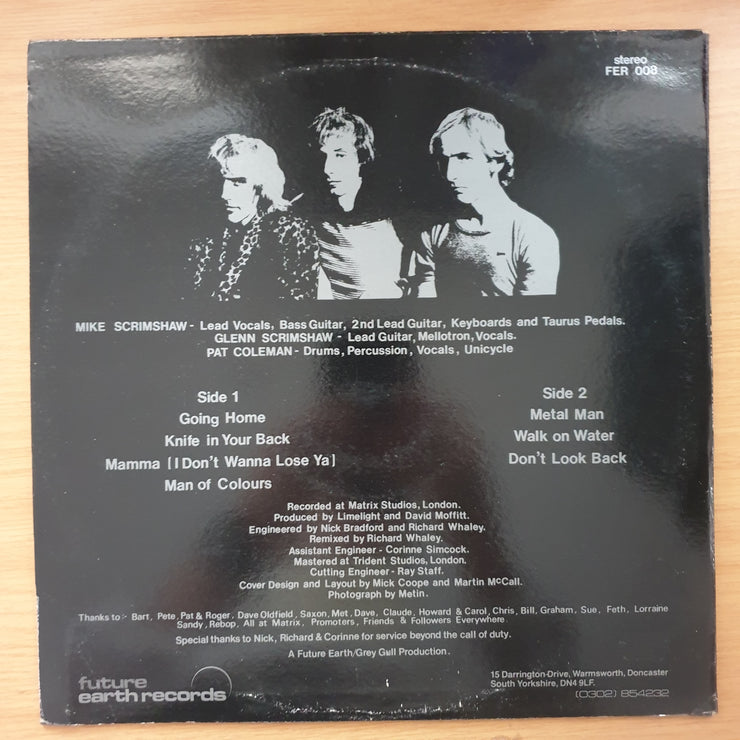 stereo
FER 008
MIKE SCRIMSHAW - Lead Vocals, Bass Guitar, 2nd Lead Guitar, Keyboards and Taurus Pedals.
GLENN SCRIMSHAW - Lead Guitar, Mellotron, Vocals.
PAT COLEMAN - Drums, Percussion, Vocals, Unicycle
Side 1
Going Home
Knife in Your Back
Mamma [I Don't Wanna Lose Ya]
Man of Colours
Side 2
Metal Man
Walk on Water
Don't Look Back
Recorded at Matrix Studios, London.
Produced by Limelight and David Moffitt.
Engineered by Nick Bradford and Richard Whaley.
Remixed by Richard Whaley.
Assistant Engineer - Corinne Simcock.
Mastered at Trident Studios, London.
Cutting Engineer - Ray Staff.
Cover Design and Layout by Mick Coope and Martin McCall.
Photograph by Metin.
Thanks to :- Bart, Pete, Pat & Roger, Dave Oldfield, Saxon, Met, Dave, Claude, Howard & Carol, Chris, Bill, Graham, Sue, Feth, Lorraine
Sandy, Rebop, All at Matrix, Promoters, Friends & Followers Everywhere.
Special thanks to Nick, Richard & Corinne for service beyond the call of duty.
A Future Earth/Grey Gull Production.
future
earth records
15 Darrington-Drive, Warmsworth, Doncaster
South Yorkshire, DN4 9LF.
(0302) 854232